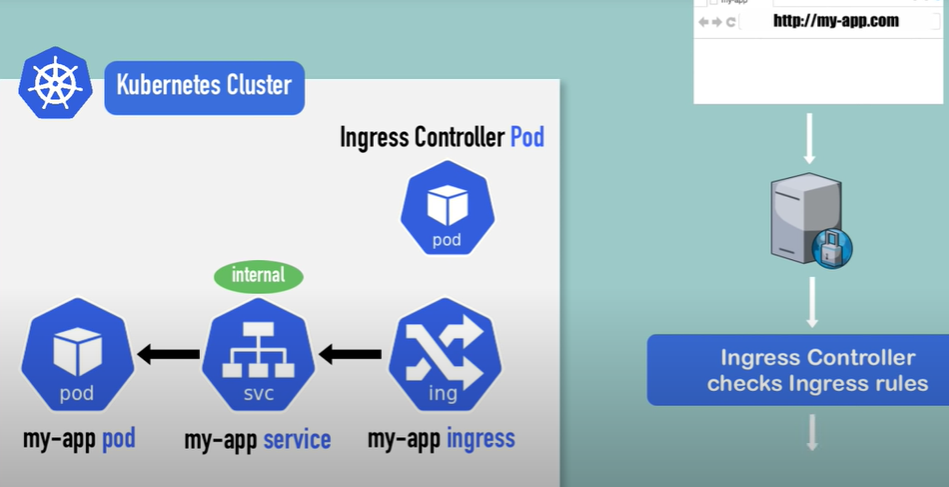 my-app
http://my-app.com
Kubernetes Cluster
Ingress Controller Pod
pod
internal
pod
svc
ing
my-app pod
my-app service
my-app ingress
Ingress Controller
checks Ingress rules